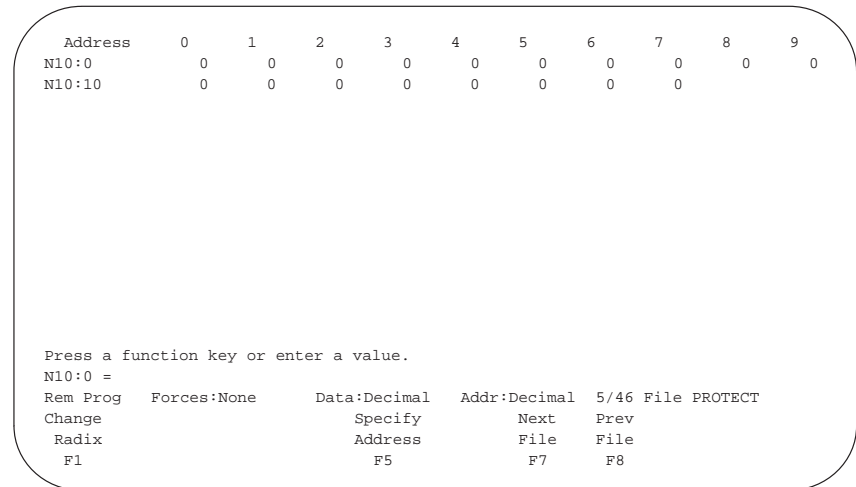 Address 0 1 2 3 4 5 6 7 8 9
N10:0 0 0 0 0 0 0 0 0 0 0
N10:10 0 0 0 0 0 0 0 0
Press a function key or enter a value.
N10:0 =
Rem Prog Forces:None Data:Decimal Addr:Decimal 5/46 File PROTECT
Change Specify Next Prev
Radix Address File File
F1 F5 F7 F8